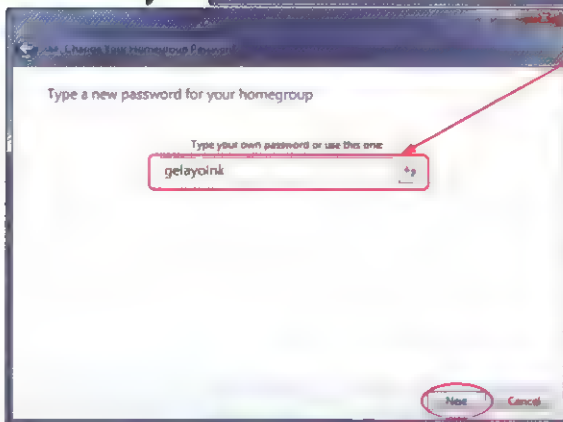 Change Your Homegroup Password
Type a new password for your homegroup
Type your own password or use this one:
gelayoink
Next
Cancel